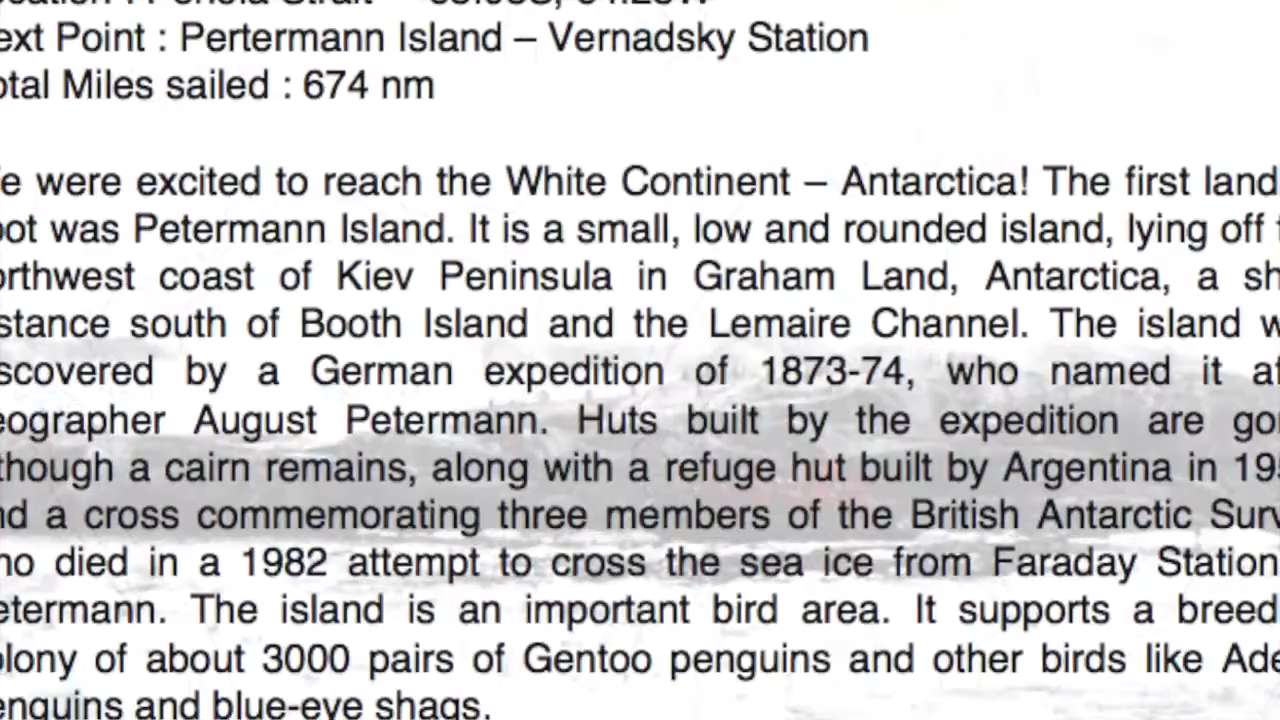 ext Point : Pertermann Island – Vernadsky Station
otal Miles sailed : 674 nm
e were excited to reach the White Continent – Antarctica! The first land
oot was Petermann Island. It is a small, low and rounded island, lying off
orthwest coast of Kiev Peninsula in Graham Land, Antarctica, a sh
stance south of Booth Island and the Lemaire Channel. The island w
scovered by a German expedition of 1873-74, who named it af
eographer August Petermann. Huts built by the expedition are go
though a cairn remains, along with a refuge hut built by Argentina in 19
nd a cross commemorating three members of the British Antarctic Surv
ho died in a 1982 attempt to cross the sea ice from Faraday Station
etermann. The island is an important bird area. It supports a breed
olony of about 3000 pairs of Gentoo penguins and other birds like Ade
enguins and blue-eye shags.